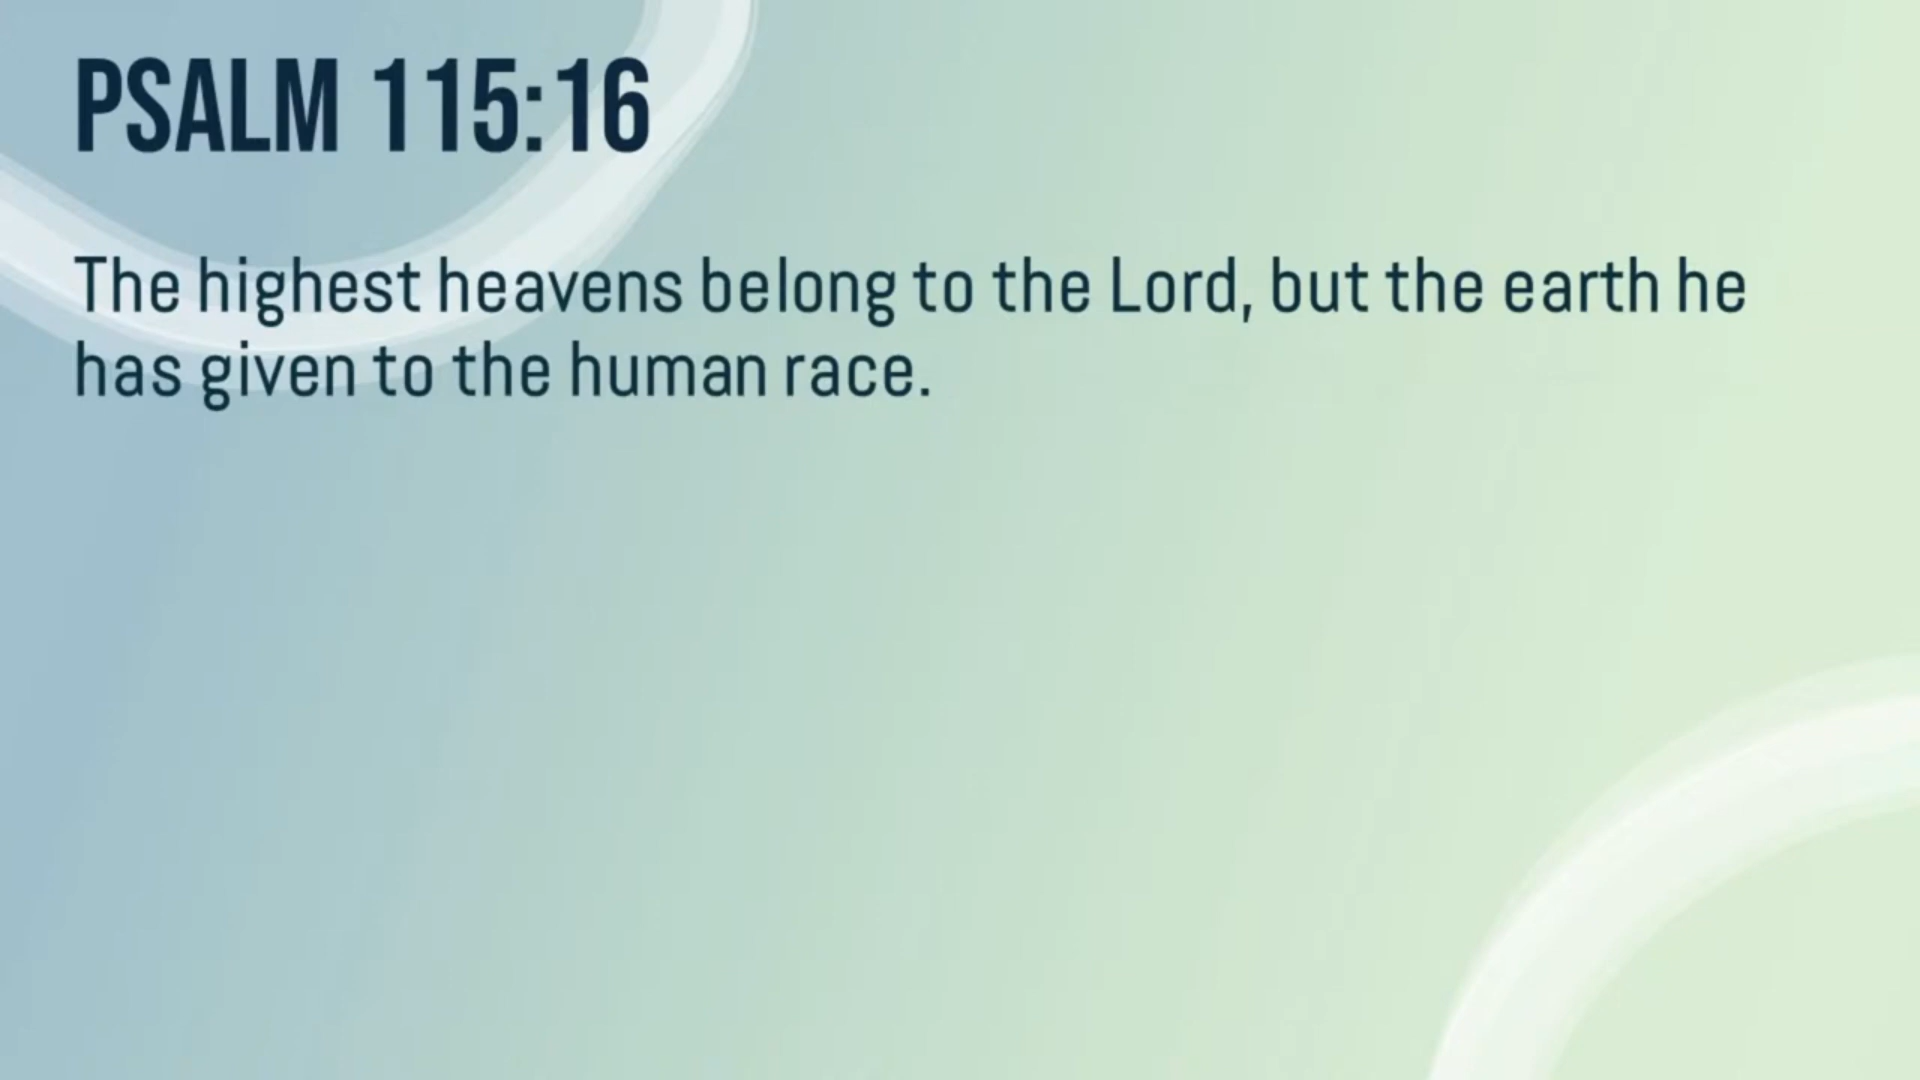 PSALM 115:16
The highest heavens belong to the Lord, but the earth he
has given to the human race.